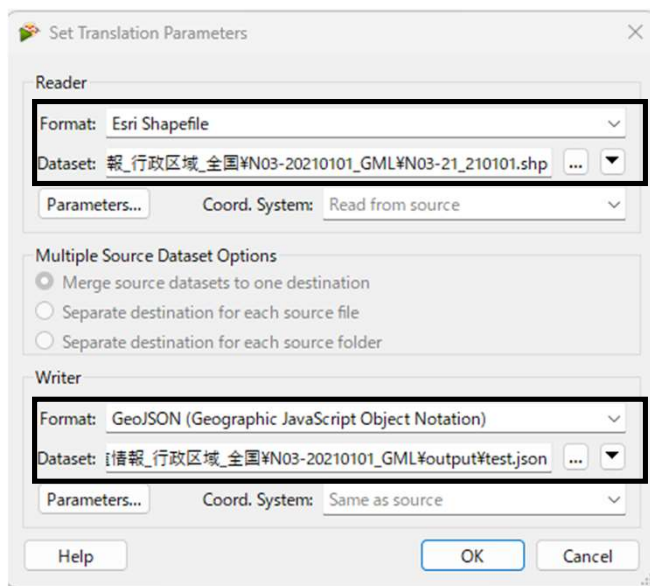 Set Translation Parameters
Reader
Format: Esri Shapefile
Dataset: 報_行政区域_全国¥N03-20210101_GML¥N03-21_210101.shp ...
Parameters... Coord. System: Read from source
Multiple Source Dataset Options
Merge source datasets to one destination
Separate destination for each source file
Separate destination for each source folder
Writer
Format: GeoJSON (Geographic JavaScript Object Notation)
Dataset: 情報_行政区域_全国¥N03-20210101_GML¥output¥test.json ...
Parameters... Coord. System: Same as source
Help OK Cancel